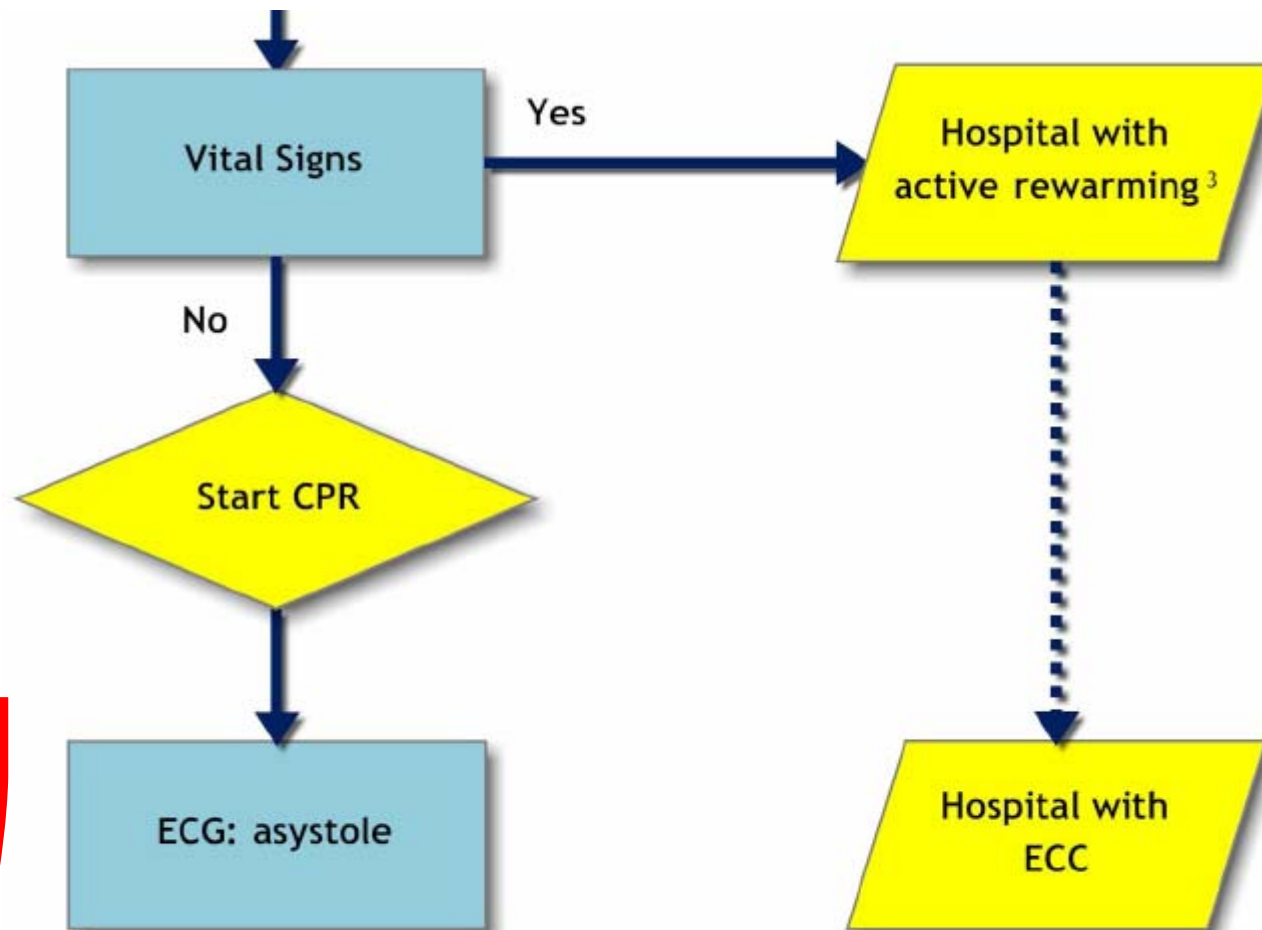 Vital Signs
Yes
Hospital with
active rewarming ³
No
Start CPR
ECG: asystole
Hospital with
ECC